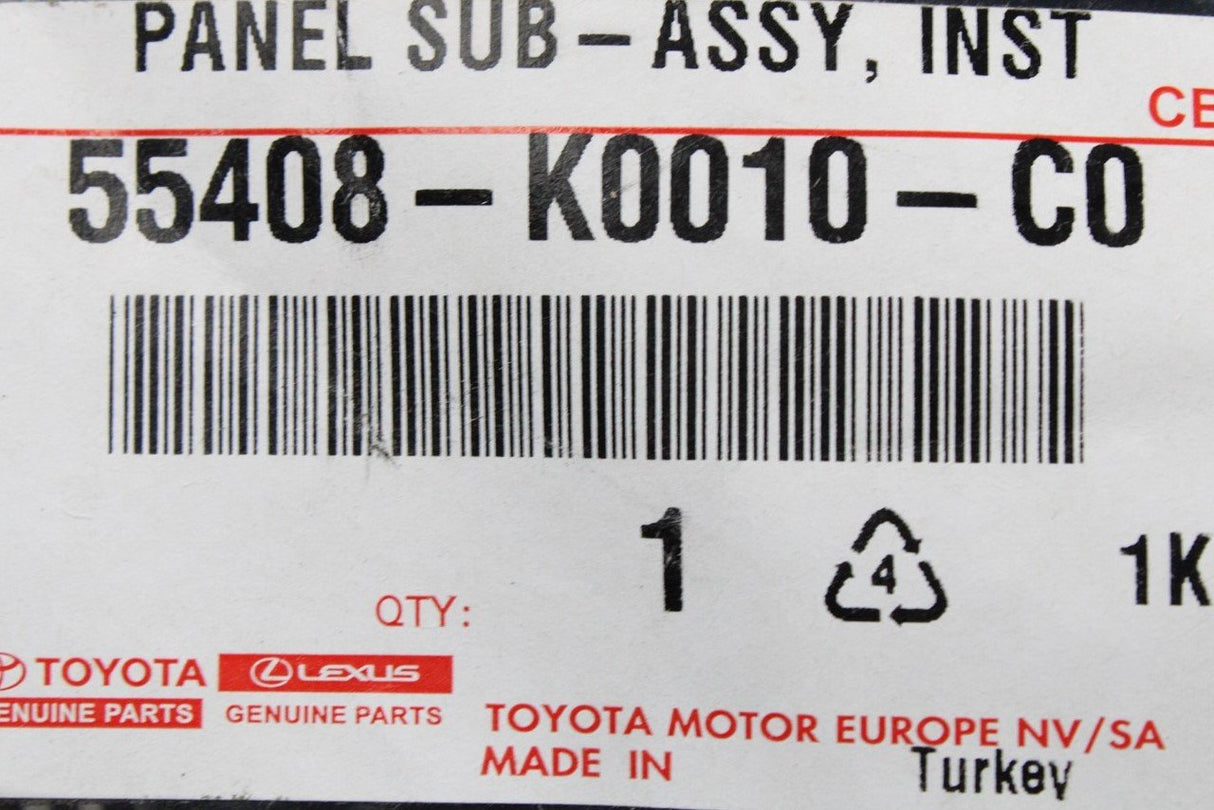 PANEL SUB-ASSY, INST
CB
55408-K0010-C0
1
4
1K
QTY:
TOYOTA
LEXUS
GENUINE PARTS
GENUINE PARTS
TOYOTA MOTOR EUROPE NV/SA
MADE IN
Turkey